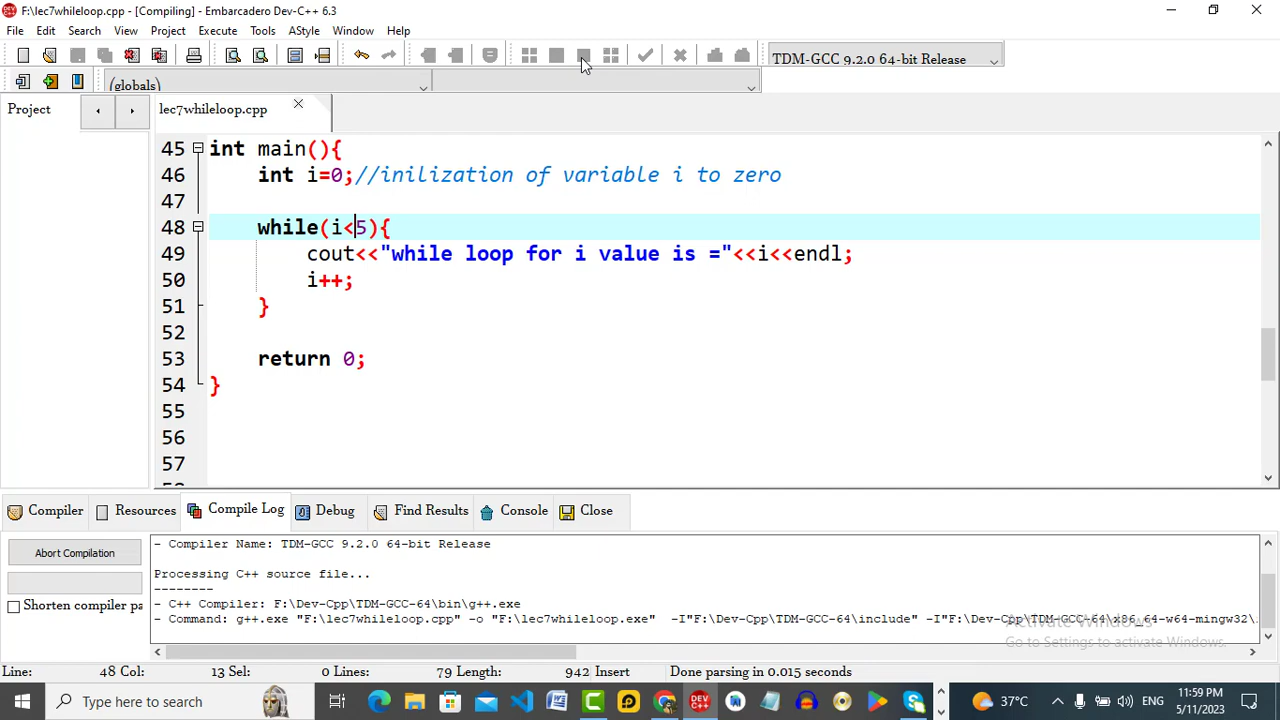 F:\lec7whileloop.cpp - [Compiling] - Embarcadero Dev-C++ 6.3
File Edit Search View Project Execute Tools AStyle Window Help
TDM-GCC 9.2.0 64-bit Release
(globals)
Project
lec7whileloop.cpp
45 int main(){
46 int i=0;//inilization of variable i to zero
47
48 while(i<5){
49 cout<<"while loop for i value is ="<<i<<endl;
50 i++;
51 }
52
53 return 0;
54 }
55
56
57
Compiler Resources Compile Log Debug Find Results Console Close
Abort Compilation
Shorten compiler pa
- Compiler Name: TDM-GCC 9.2.0 64-bit Release
Processing C++ source file...
--------
- C++ Compiler: F:\Dev-Cpp\TDM-GCC-64\bin\g++.exe
- Command: g++.exe "F:\lec7whileloop.cpp" -o "F:\lec7whileloop.exe" -I"F:\Dev-Cpp\TDM-GCC-64\include" -I"F:\Dev-Cpp\TDM-GCC-64\x86_64-w64-mingw32\
Activate Windows
Go to Settings to activate Windows.
Line: 48 Col: 13 Sel: 0 Lines: 79 Length: 942 Insert Done parsing in 0.015 seconds
Type here to search
37°C
ENG
11:59 PM
5/11/2023